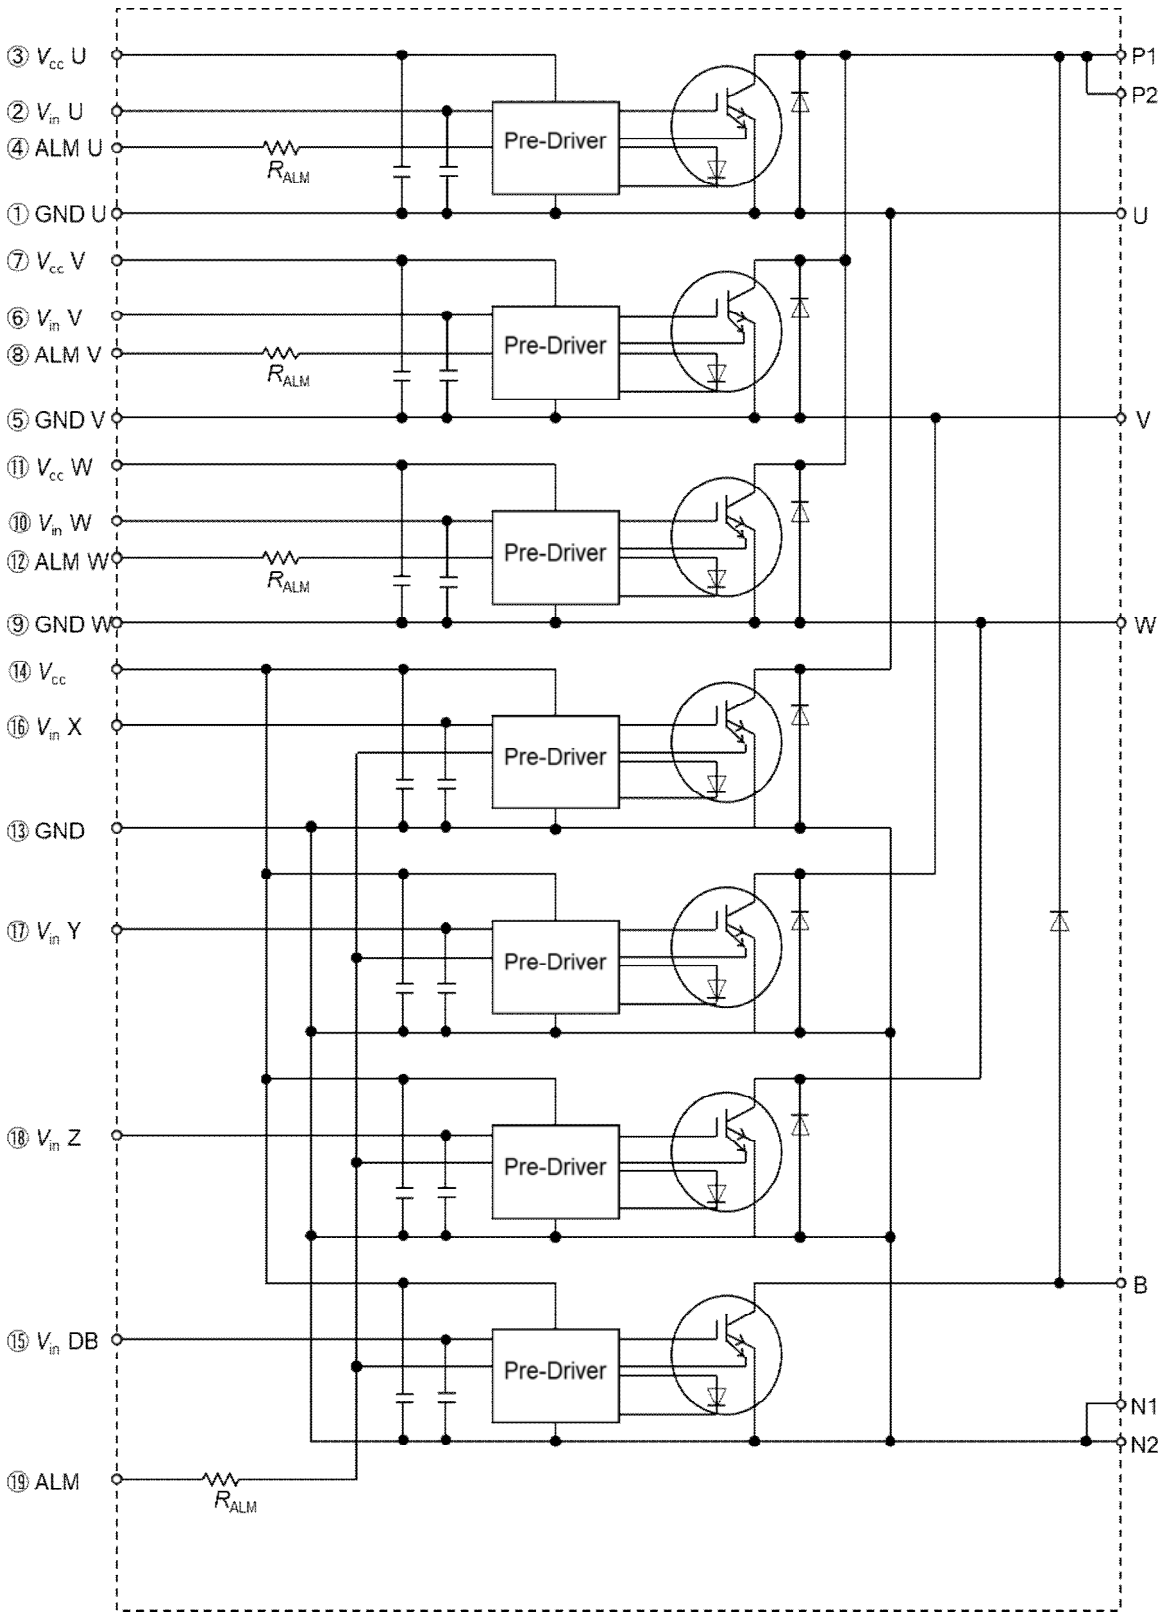 ③ Vcc U
P1
P2
② Vin U
④ ALM U
RALM
Pre-Driver
① GND U
U
⑦ Vcc V
⑥ Vin V
⑧ ALM V
RALM
Pre-Driver
⑤ GND V
V
⑪ Vcc W
⑩ Vin W
⑫ ALM W
RALM
Pre-Driver
⑨ GND W
W
⑭ Vcc
⑯ Vin X
Pre-Driver
⑬ GND
⑰ Vin Y
Pre-Driver
⑱ Vin Z
Pre-Driver
B
⑮ Vin DB
Pre-Driver
N1
N2
⑲ ALM
RALM